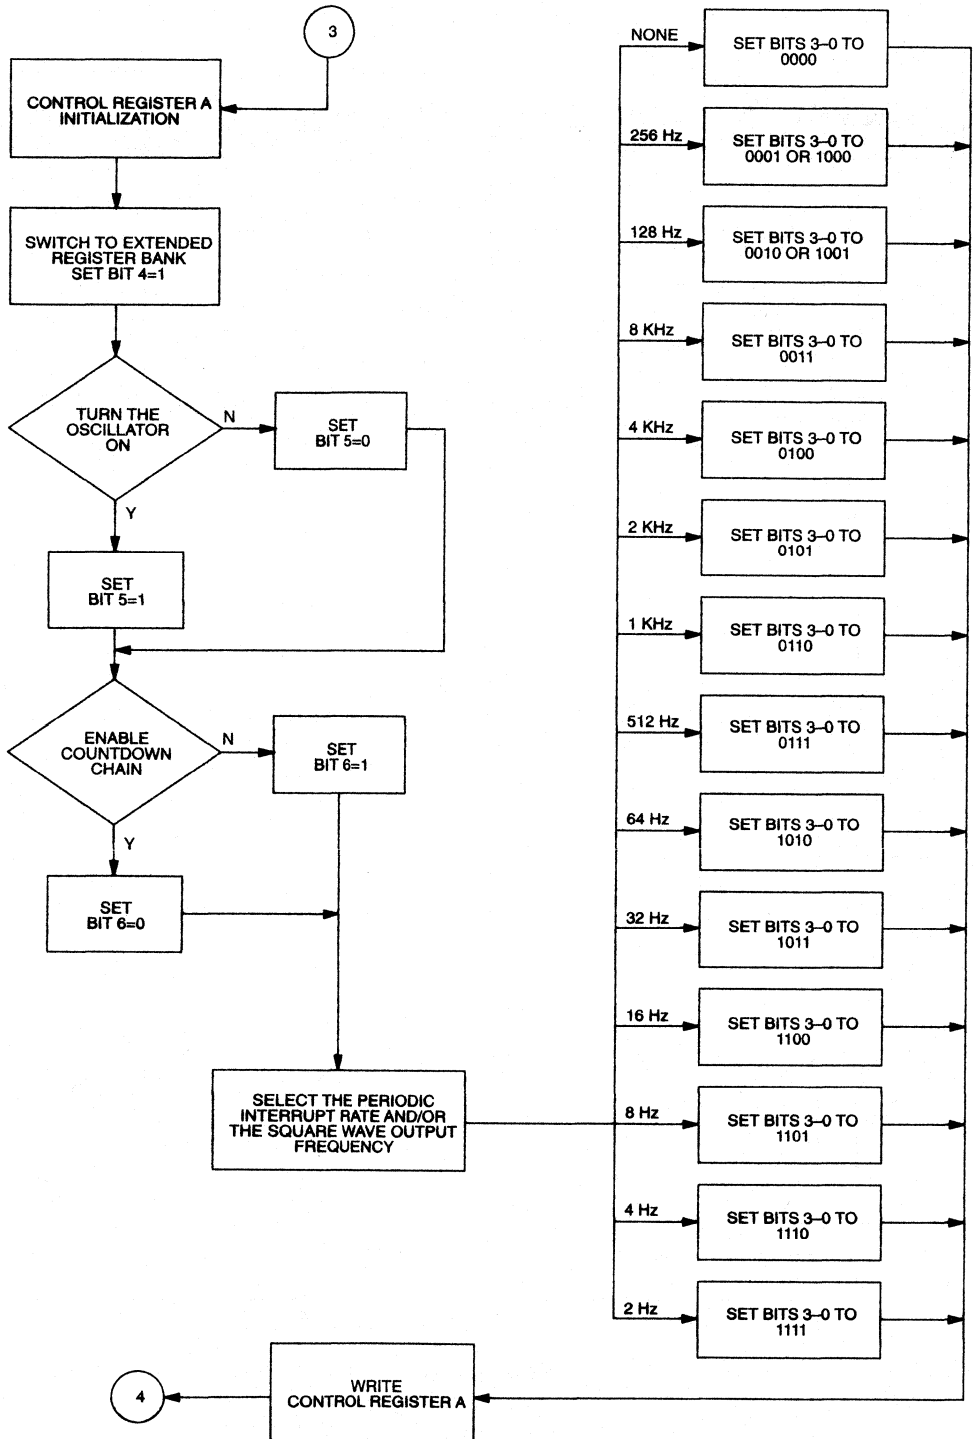 3
CONTROL REGISTER A
INITIALIZATION
SWITCH TO EXTENDED
REGISTER BANK
SET BIT 4=1
TURN THE
OSCILLATOR
ON
N
SET
BIT 5=0
Y
SET
BIT 5=1
ENABLE
COUNTDOWN
CHAIN
N
SET
BIT 6=1
Y
SET
BIT 6=0
SELECT THE PERIODIC
INTERRUPT RATE AND/OR
THE SQUARE WAVE OUTPUT
FREQUENCY
NONE
SET BITS 3–0 TO
0000
256 Hz
SET BITS 3–0 TO
0001 OR 1000
128 Hz
SET BITS 3–0 TO
0010 OR 1001
8 KHz
SET BITS 3–0 TO
0011
4 KHz
SET BITS 3–0 TO
0100
2 KHz
SET BITS 3–0 TO
0101
1 KHz
SET BITS 3–0 TO
0110
512 Hz
SET BITS 3–0 TO
0111
64 Hz
SET BITS 3–0 TO
1010
32 Hz
SET BITS 3–0 TO
1011
16 Hz
SET BITS 3–0 TO
1100
8 Hz
SET BITS 3–0 TO
1101
4 Hz
SET BITS 3–0 TO
1110
2 Hz
SET BITS 3–0 TO
1111
WRITE
CONTROL REGISTER A
4